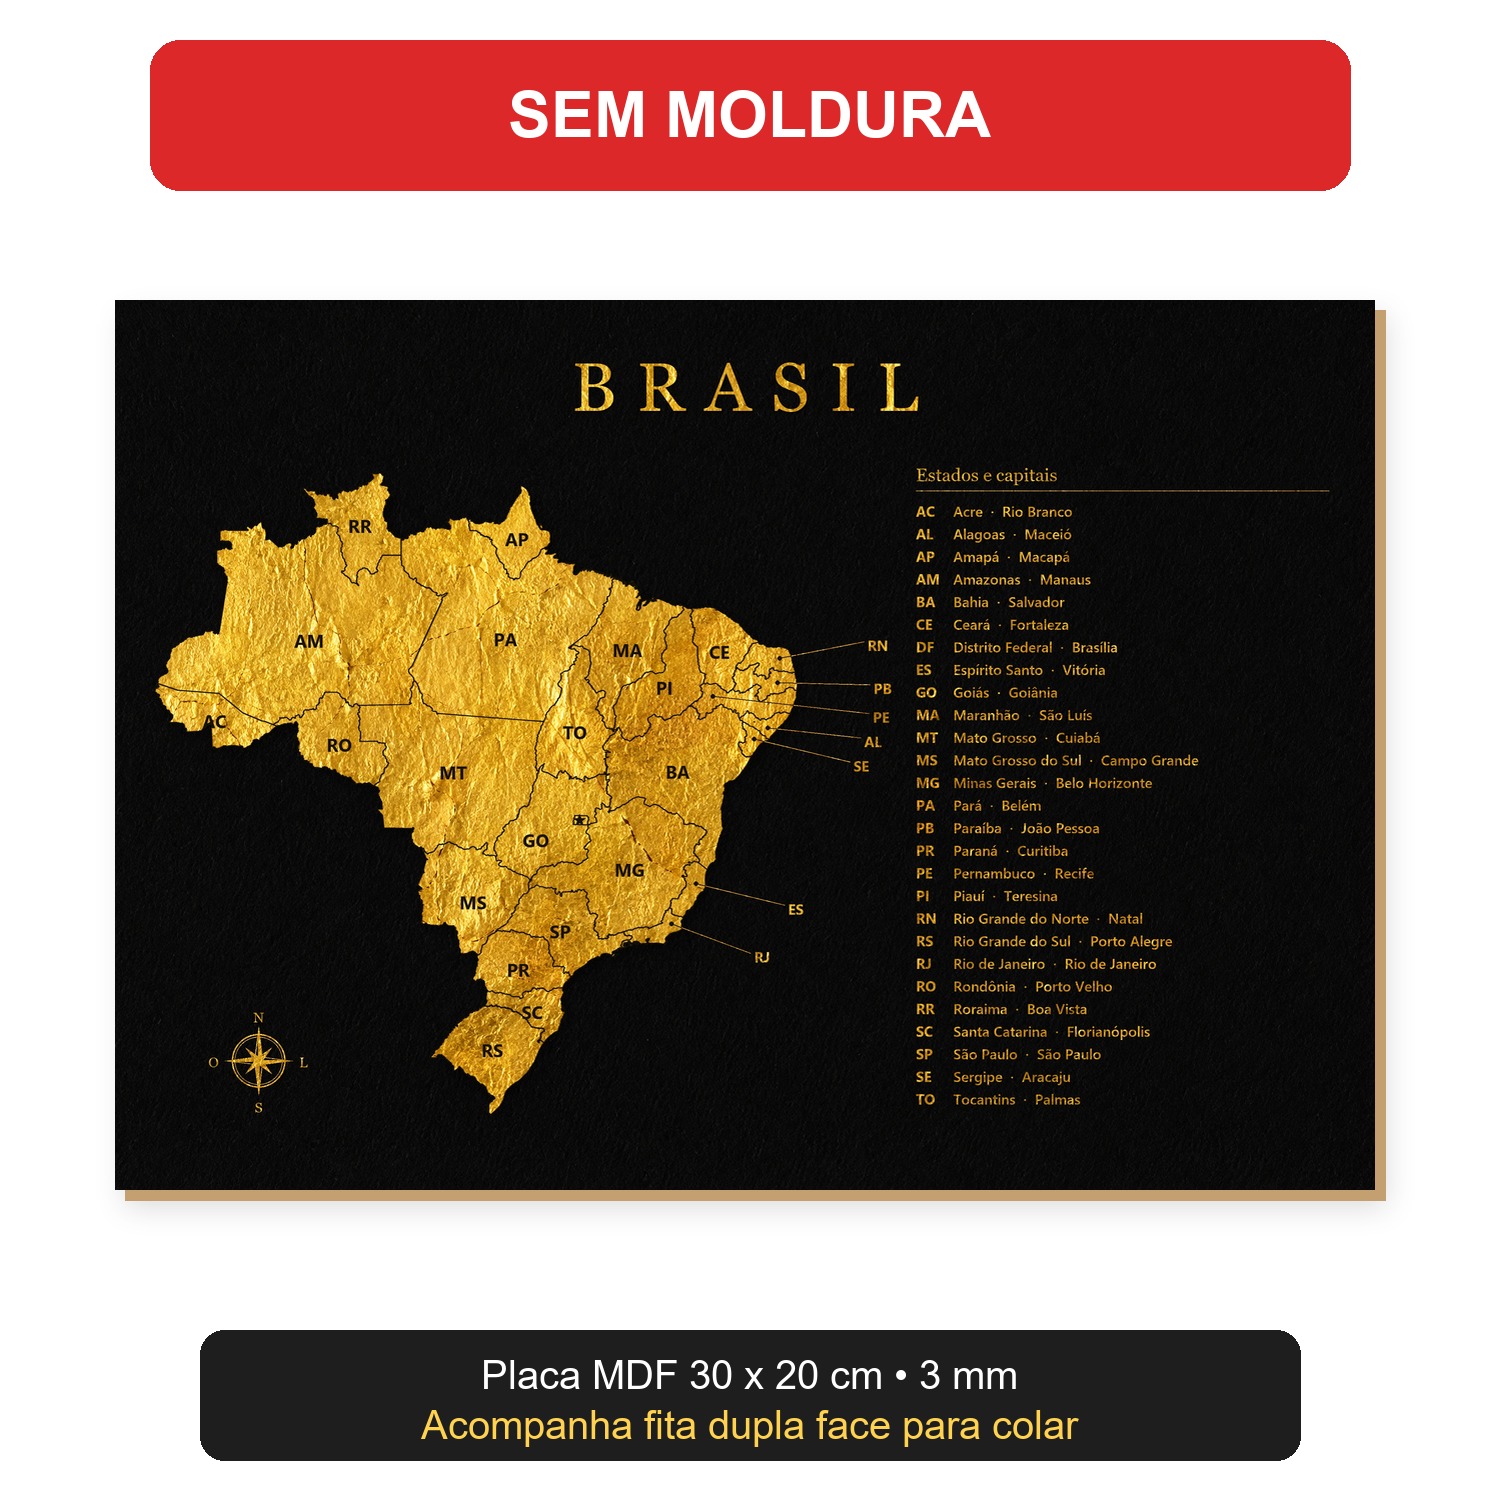 SEM MOLDURA
BRASIL
Estados e capitais
AC Acre · Rio Branco
AL Alagoas · Maceió
AP Amapá · Macapá
AM Amazonas · Manaus
BA Bahia · Salvador
CE Ceará · Fortaleza
DF Distrito Federal · Brasília
ES Espírito Santo · Vitória
GO Goiás · Goiânia
MA Maranhão · São Luís
MT Mato Grosso · Cuiabá
MS Mato Grosso do Sul · Campo Grande
MG Minas Gerais · Belo Horizonte
PA Pará · Belém
PB Paraíba · João Pessoa
PR Paraná · Curitiba
PE Pernambuco · Recife
PI Piauí · Teresina
RN Rio Grande do Norte · Natal
RS Rio Grande do Sul · Porto Alegre
RJ Rio de Janeiro · Rio de Janeiro
RO Rondônia · Porto Velho
RR Roraima · Boa Vista
SC Santa Catarina · Florianópolis
SP São Paulo · São Paulo
SE Sergipe · Aracaju
TO Tocantins · Palmas
RR
AP
AM
PA
MA
CE
RN
PI
PB
PE
AC
TO
AL
RO
SE
MT
BA
GO
MG
MS
ES
SP
RJ
PR
SC
RS
N
O
L
S
Placa MDF 30 x 20 cm • 3 mm
Acompanha fita dupla face para colar